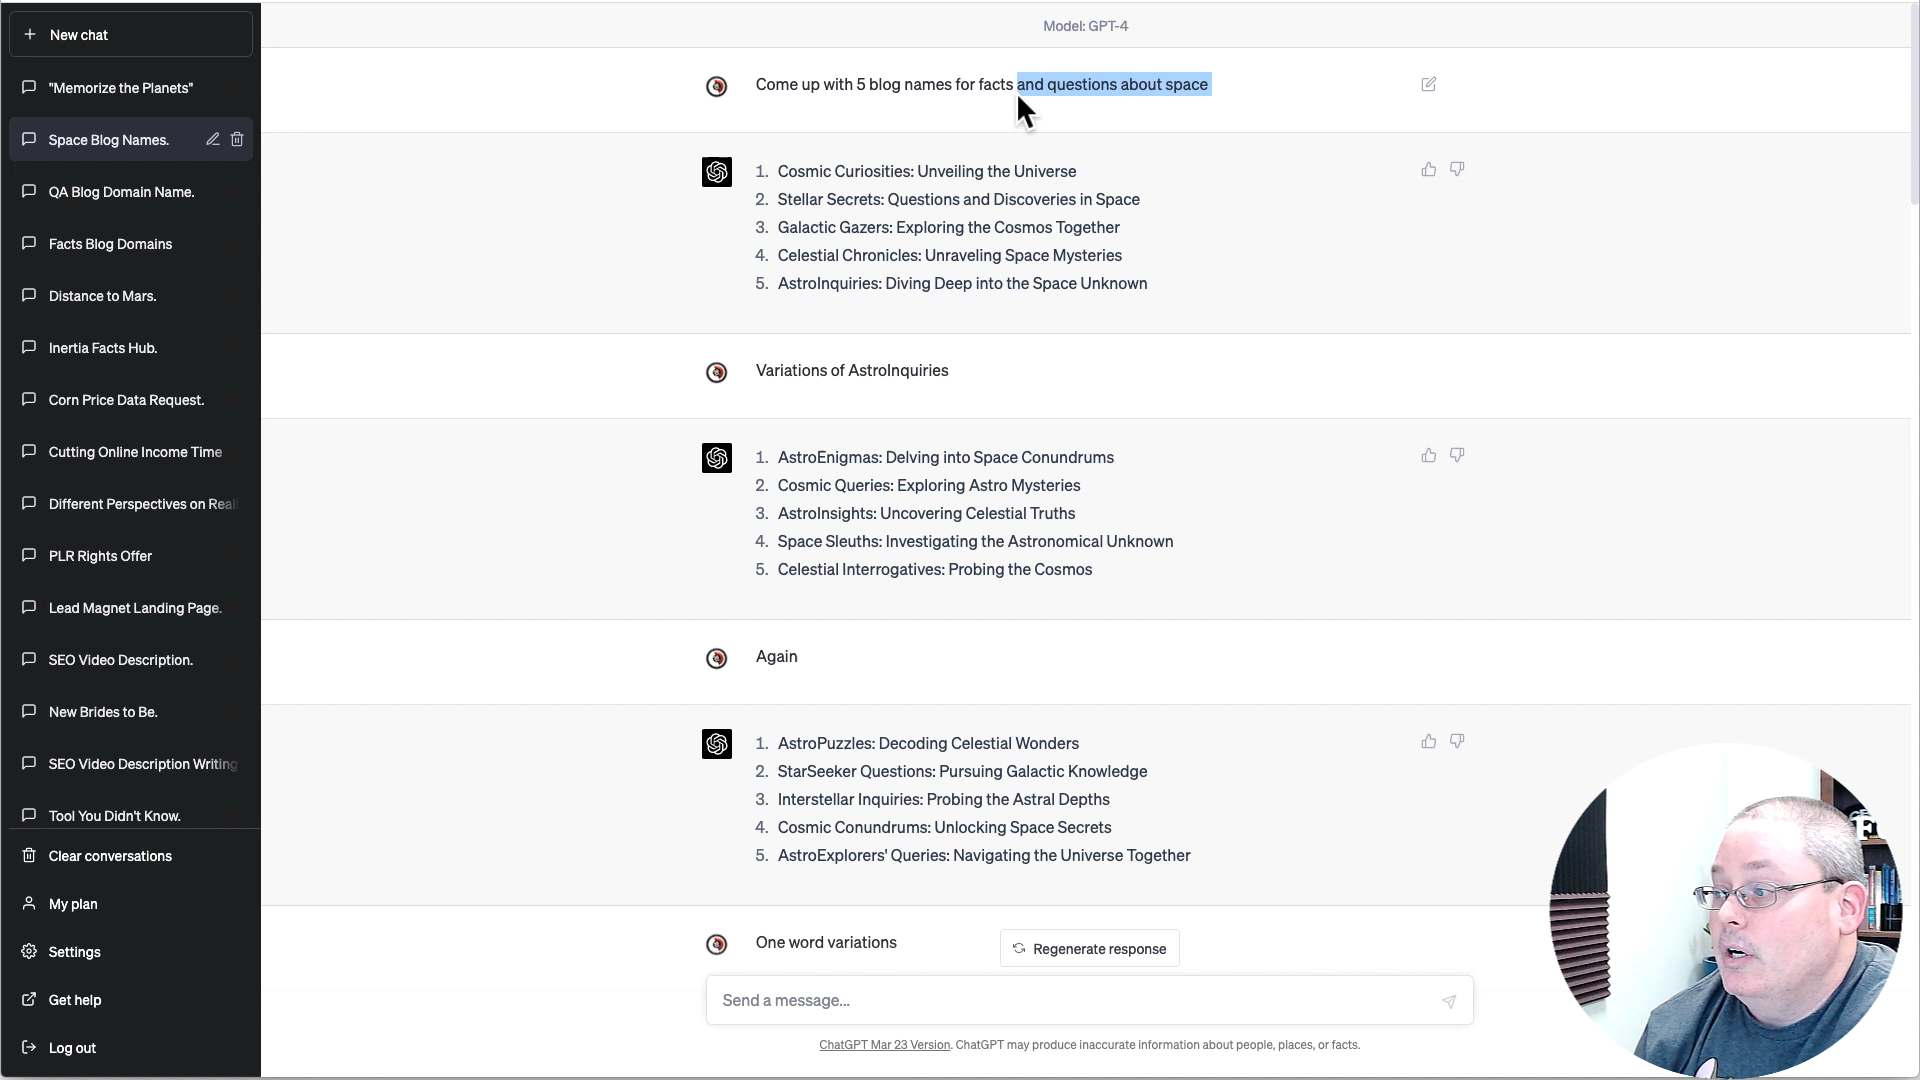 New chat
"Memorize the Planets"
Space Blog Names.
QA Blog Domain Name.
Facts Blog Domains
Distance to Mars.
Inertia Facts Hub.
Corn Price Data Request.
Cutting Online Income Time
Different Perspectives on Real
PLR Rights Offer
Lead Magnet Landing Page.
SEO Video Description.
New Brides to Be.
SEO Video Description Writing
Tool You Didn't Know.
Clear conversations
My plan
Settings
Get help
Log out
Model: GPT-4
Come up with 5 blog names for facts and questions about space
1. Cosmic Curiosities: Unveiling the Universe
2. Stellar Secrets: Questions and Discoveries in Space
3. Galactic Gazers: Exploring the Cosmos Together
4. Celestial Chronicles: Unraveling Space Mysteries
5. AstroInquiries: Diving Deep into the Space Unknown
Variations of AstroInquiries
1. AstroEnigmas: Delving into Space Conundrums
2. Cosmic Queries: Exploring Astro Mysteries
3. AstroInsights: Uncovering Celestial Truths
4. Space Sleuths: Investigating the Astronomical Unknown
5. Celestial Interrogatives: Probing the Cosmos
Again
1. AstroPuzzles: Decoding Celestial Wonders
2. StarSeeker Questions: Pursuing Galactic Knowledge
3. Interstellar Inquiries: Probing the Astral Depths
4. Cosmic Conundrums: Unlocking Space Secrets
5. AstroExplorers' Queries: Navigating the Universe Together
One word variations
Regenerate response
Send a message...
ChatGPT Mar 23 Version. ChatGPT may produce inaccurate information about people, places, or facts.